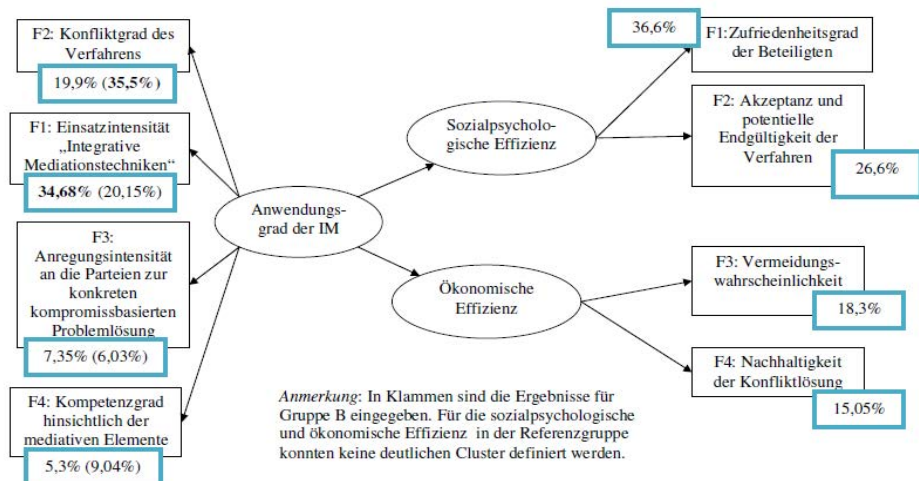 F2: Konfliktgrad des
Verfahrens
19,9% (35,5%)
F1: Einsatzintensität
„Integrative
Mediationstechniken“
34,68% (20,15%)
F3:
Anregungsintensität
an die Parteien zur
konkreten
kompromissbasierten
Problemlösung
7,35% (6,03%)
F4: Kompetenzgrad
hinsichtlich der
mediativen Elemente
5,3% (9,04%)
Anwendungs-
grad der IM
Sozialpsycholo-
gische Effizienz
Ökonomische
Effizienz
36,6%
F1:Zufriedenheitsgrad
der Beteiligten
F2: Akzeptanz und
potentielle
Endgültigkeit der
Verfahren
26,6%
F3: Vermeidungs-
wahrscheinlichkeit
18,3%
F4: Nachhaltigkeit
der Konfliktlösung
15,05%
Anmerkung: In Klammen sind die Ergebnisse für
Gruppe B eingegeben. Für die sozialpsychologische
und ökonomische Effizienz in der Referenzgruppe
konnten keine deutlichen Cluster definiert werden.